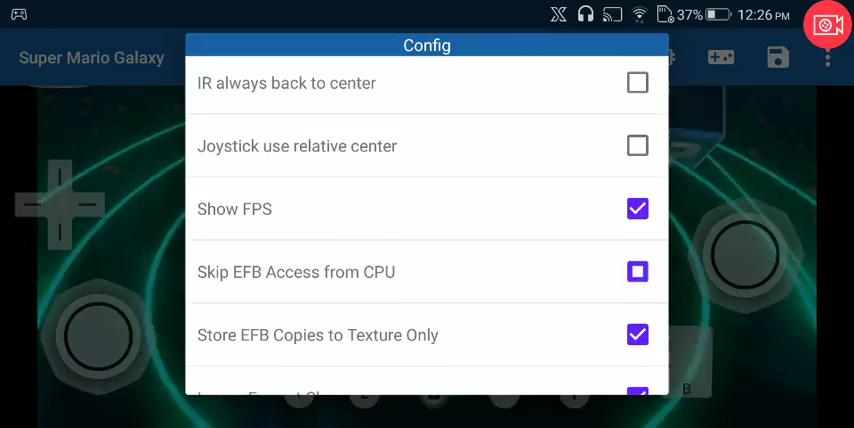 37% 12:26 PM
Super Mario Galaxy
Config
IR always back to center
Joystick use relative center
Show FPS
Skip EFB Access from CPU
Store EFB Copies to Texture Only
B